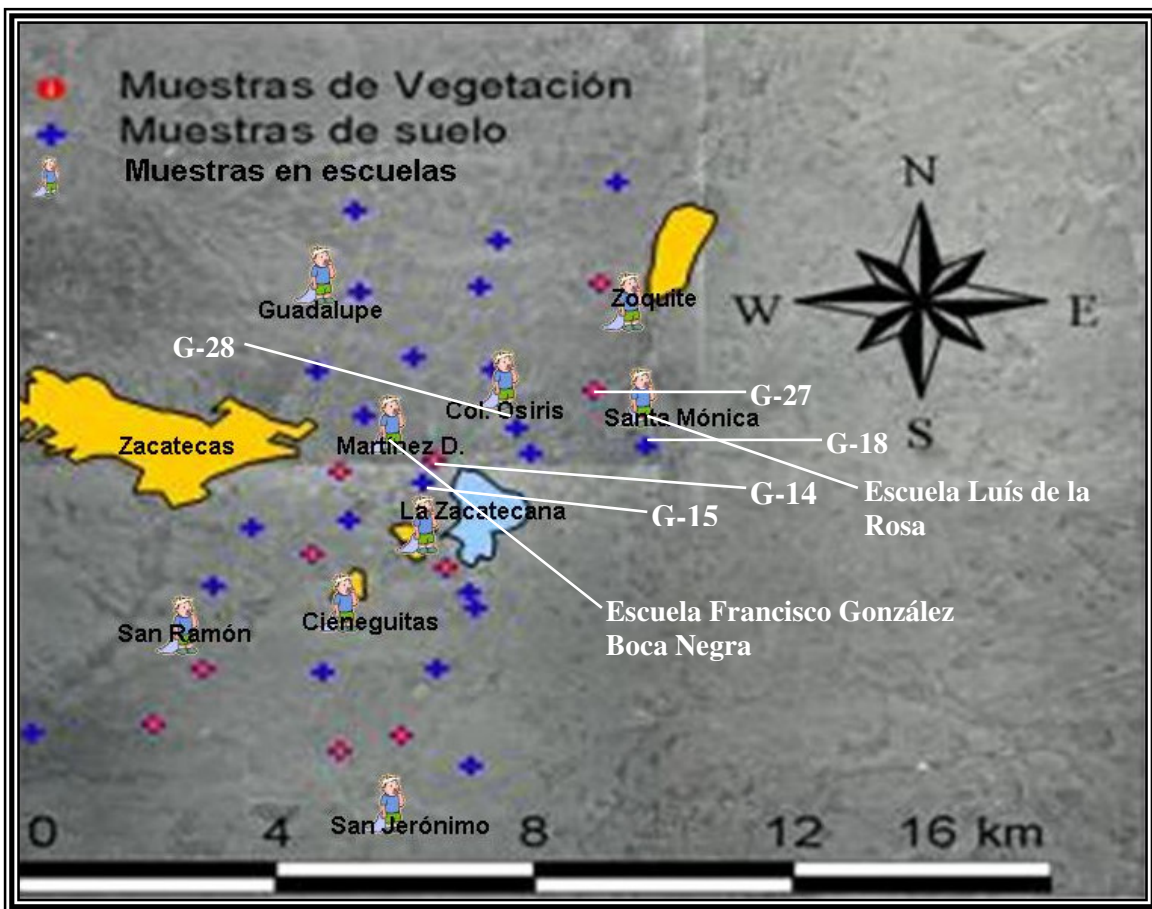 Muestras de Vegetación
Muestras de suelo
Muestras en escuelas
N
W
E
S
Guadalupe
Zoquite
G-28
Col. Osiris
G-27
Santa Mónica
Zacatecas
Martínez D.
G-18
G-14
Escuela Luís de la
Rosa
La Zacatecana
G-15
Escuela Francisco González
Boca Negra
Cieneguitas
San Ramón
San Jerónimo
0 4 8 12 16 km